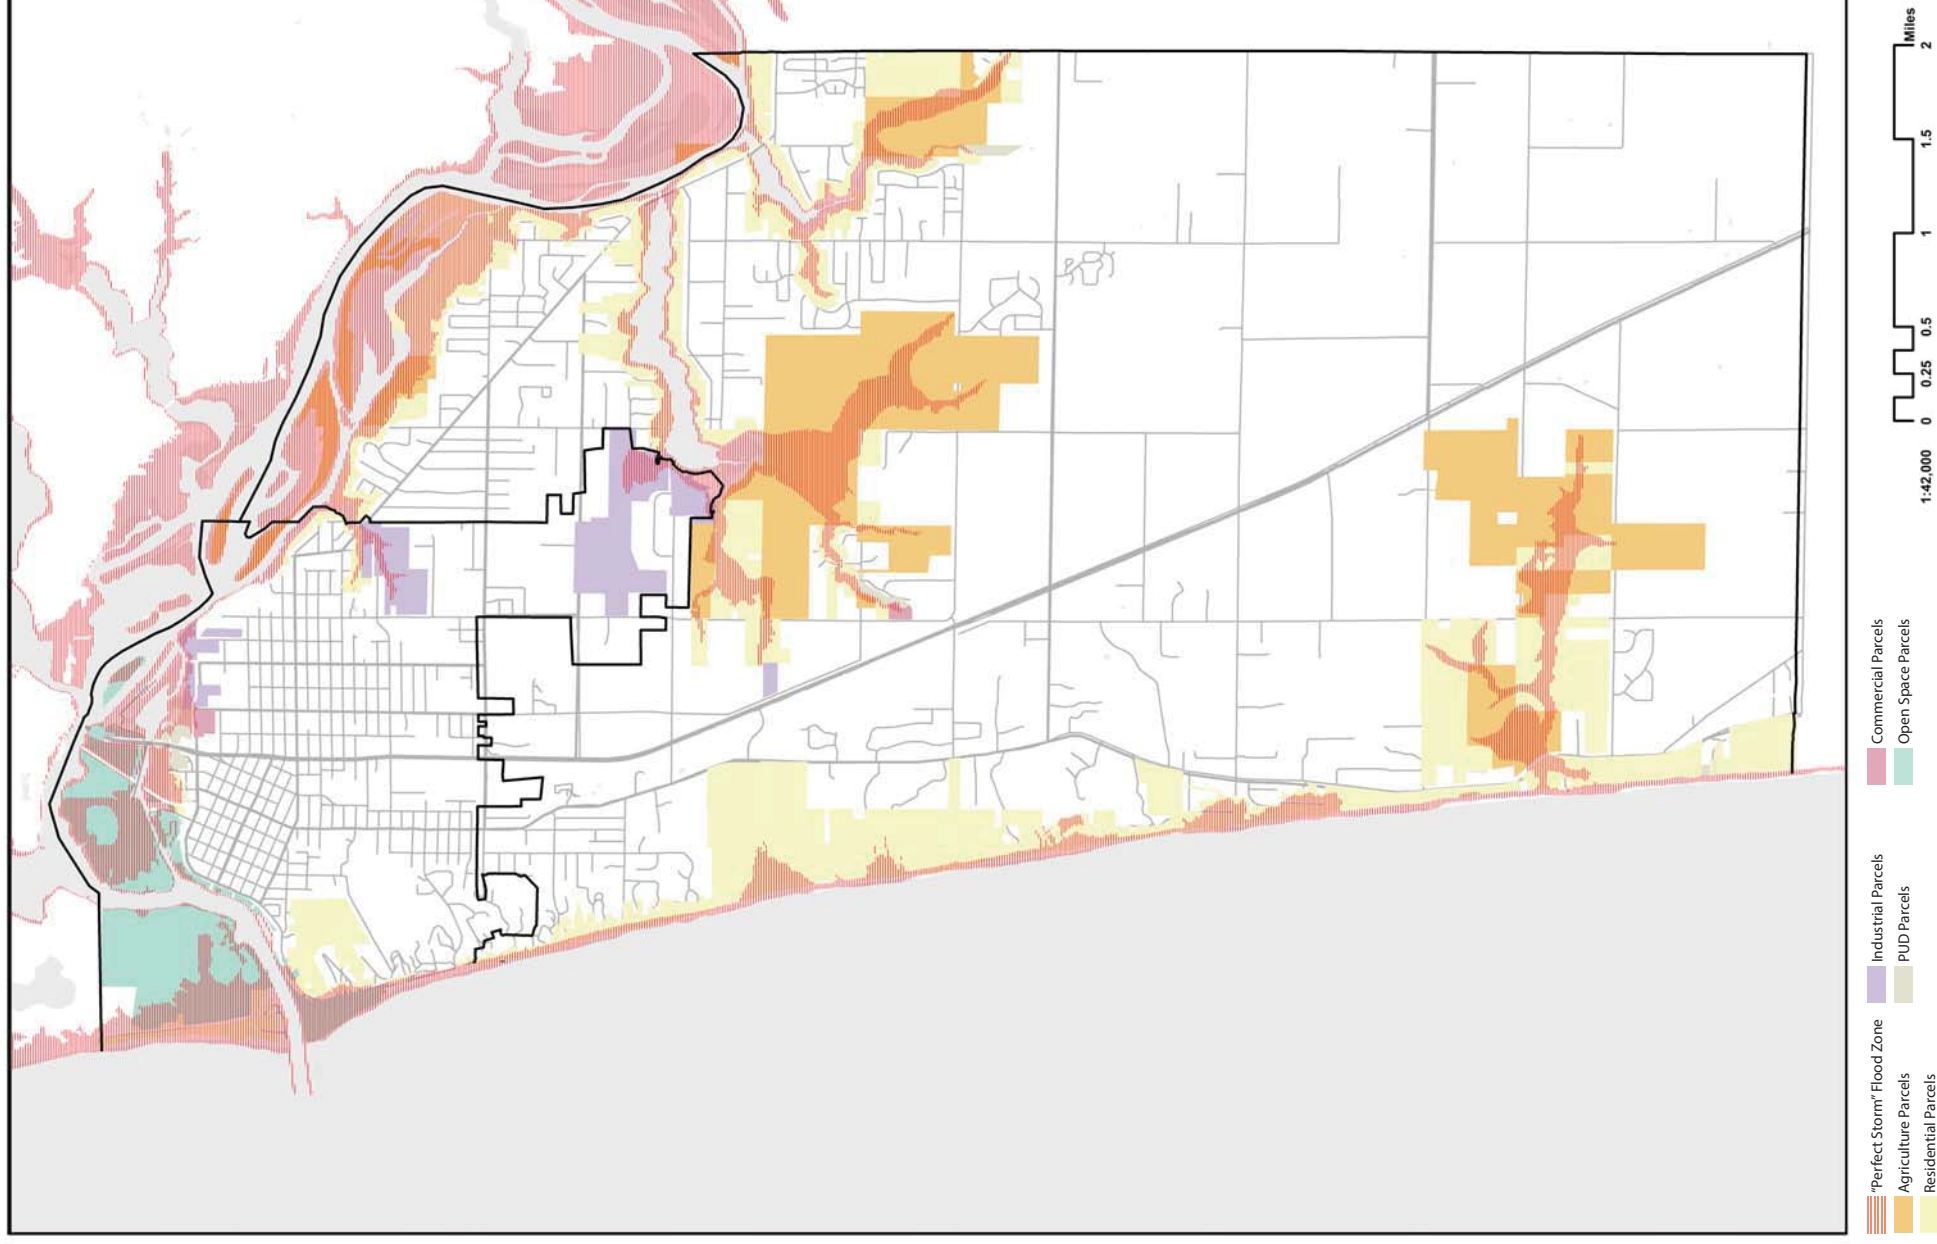 "Perfect Storm" Flood Zone
Agriculture Parcels
Residential Parcels
Industrial Parcels
PUD Parcels
Commercial Parcels
Open Space Parcels
1:42,000
0 0.25 0.5 1 1.5 2
Miles